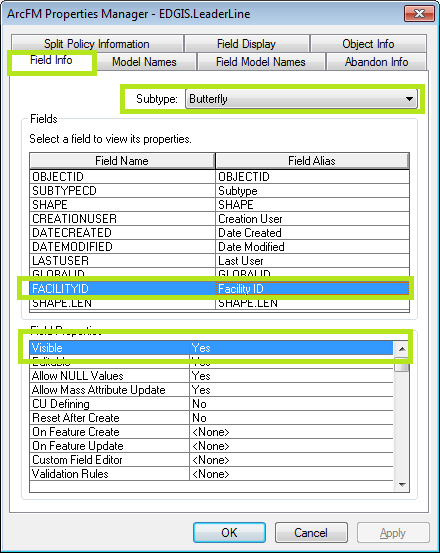 ArcFM Properties Manager - EDGIS.LeaderLine
Split Policy Information Field Display Object Info
Field Info Model Names Field Model Names Abandon Info
Subtype: Butterfly
Fields
Select a field to view its properties.
Field Name Field Alias
OBJECTID OBJECTID
SUBTYPECD Subtype
SHAPE SHAPE
CREATIONUSER Creation User
DATECREATED Date Created
DATEMODIFIED Date Modified
LASTUSER Last User
GLOBALID GLOBALID
FACILITYID Facility ID
SHAPE.LEN SHAPE.LEN
Field Properties
Visible Yes
Editable Yes
Allow NULL Values Yes
Allow Mass Attribute Update Yes
CU Defining No
Reset After Create No
On Feature Create <None>
On Feature Update <None>
Custom Field Editor <None>
Validation Rules <None>
OK Cancel Apply